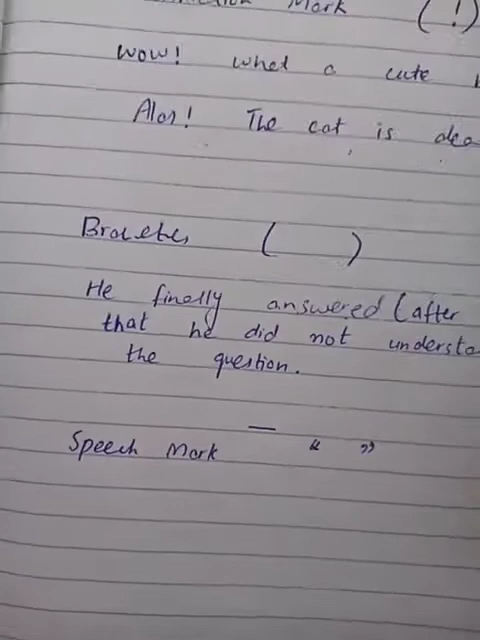 Mark (!)
Wow! What a cute
Alas! The cat is dea
Brackets ( )
He finally answered (after
that he did not understa
the question.
Speech Mark — “ ”